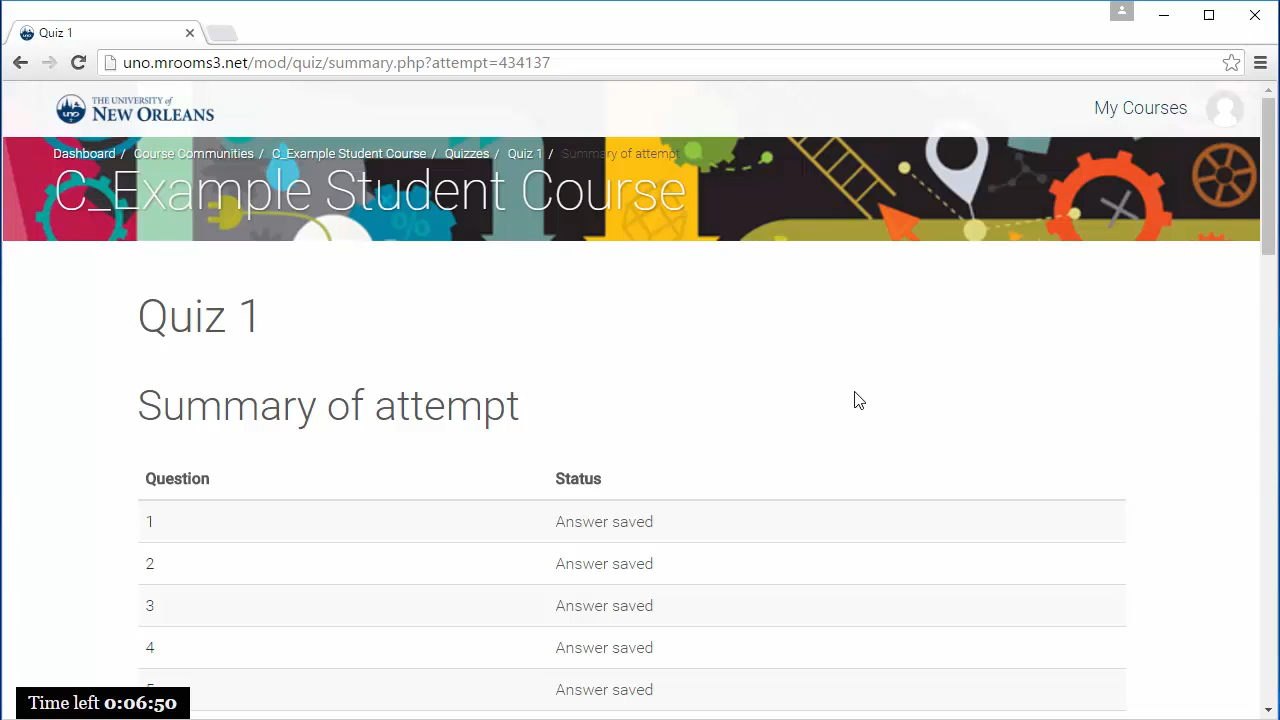 Quiz 1
uno.mrooms3.net/mod/quiz/summary.php?attempt=434137
THE UNIVERSITY of
NEW ORLEANS
uno
My Courses
Dashboard / Course Communities / C_Example Student Course / Quizzes / Quiz 1 / Summary of attempt
C_Example Student Course
Quiz 1
Summary of attempt
Question Status
1 Answer saved
2 Answer saved
3 Answer saved
4 Answer saved
Answer saved
Time left 0:06:50